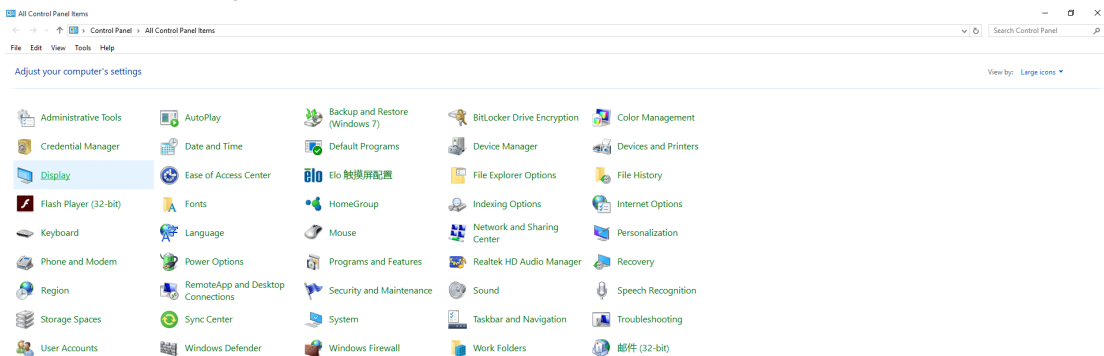 All Control Panel Items
Control Panel > All Control Panel Items
Search Control Panel
File Edit View Tools Help
Adjust your computer's settings
View by: Large icons
Administrative Tools
AutoPlay
Backup and Restore
(Windows 7)
BitLocker Drive Encryption
Color Management
Credential Manager
Date and Time
Default Programs
Device Manager
Devices and Printers
Display
Ease of Access Center
elo
Elo 触摸屏配置
File Explorer Options
File History
Flash Player (32-bit)
Fonts
HomeGroup
Indexing Options
Internet Options
Keyboard
Language
Mouse
Network and Sharing
Center
Personalization
Phone and Modem
Power Options
Programs and Features
Realtek HD Audio Manager
Recovery
Region
RemoteApp and Desktop
Connections
Security and Maintenance
Sound
Speech Recognition
Storage Spaces
Sync Center
System
Taskbar and Navigation
Troubleshooting
User Accounts
Windows Defender
Windows Firewall
Work Folders
邮件 (32-bit)